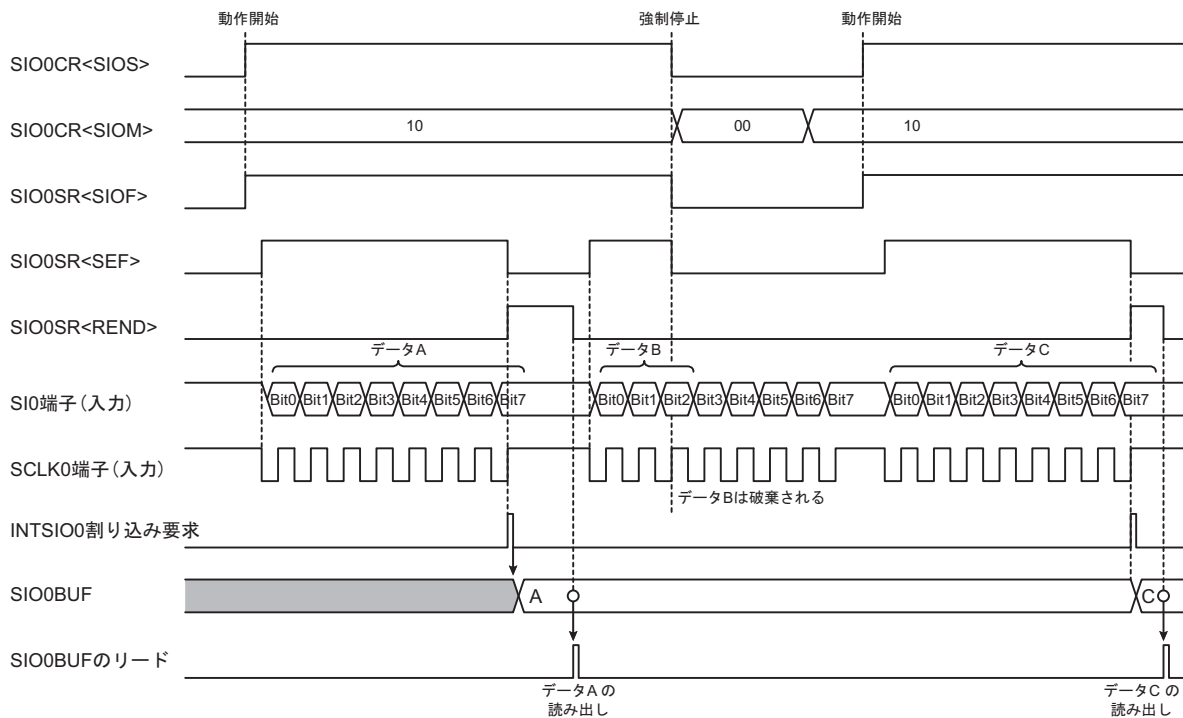 動作開始 強制停止 動作開始
SIO0CR<SIOS>
SIO0CR<SIOM> 10 00 10
SIO0SR<SIOF>
SIO0SR<SEF>
SIO0SR<REND>
データA データB データC
SI0端子(入力) Bit0 Bit1 Bit2 Bit3 Bit4 Bit5 Bit6 Bit7 Bit0 Bit1 Bit2 Bit3 Bit4 Bit5 Bit6 Bit7 Bit0 Bit1 Bit2 Bit3 Bit4 Bit5 Bit6 Bit7
SCLK0端子(入力)
データBは破棄される
INTSIO0割り込み要求
SIO0BUF A C
SIO0BUFのリード
データA の データC の
読み出し 読み出し